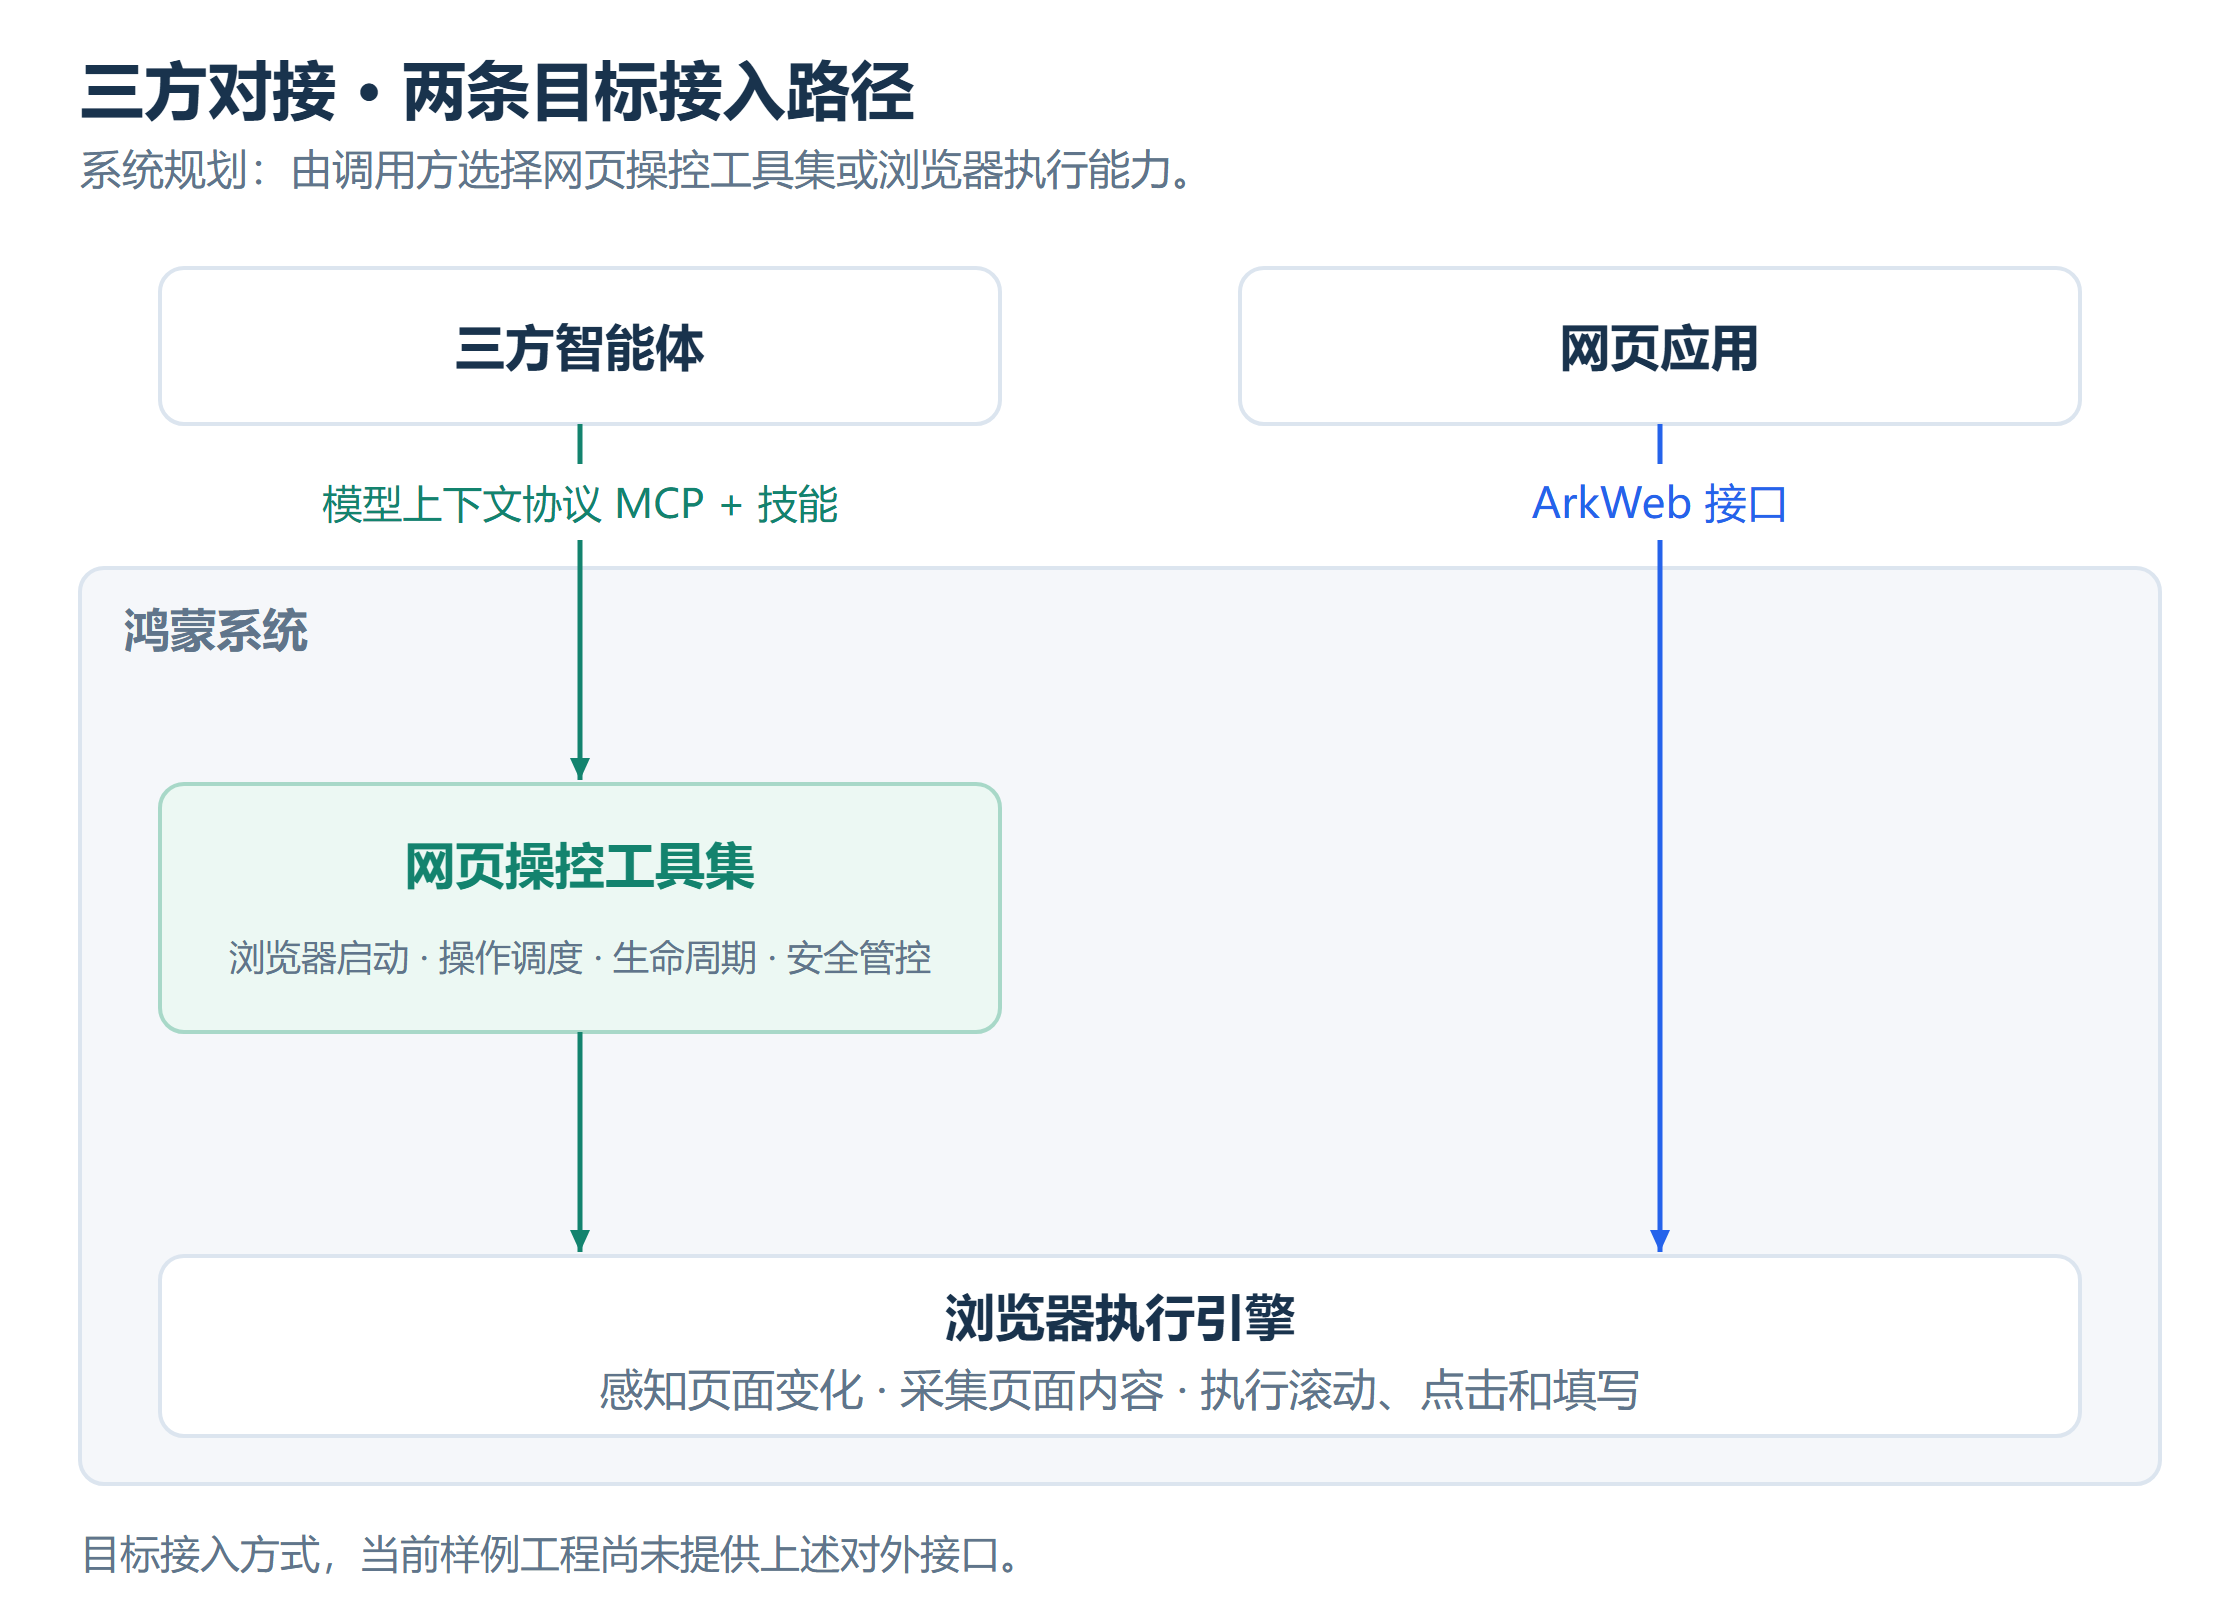 三方对接·两条目标接入路径
系统规划：由调用方选择网页操控工具集或浏览器执行能力。
三方智能体
网页应用
模型上下文协议 MCP + 技能
ArkWeb 接口
鸿蒙系统
网页操控工具集
浏览器启动 · 操作调度 · 生命周期 · 安全管控
浏览器执行引擎
感知页面变化 · 采集页面内容 · 执行滚动、点击和填写
目标接入方式，当前样例工程尚未提供上述对外接口。